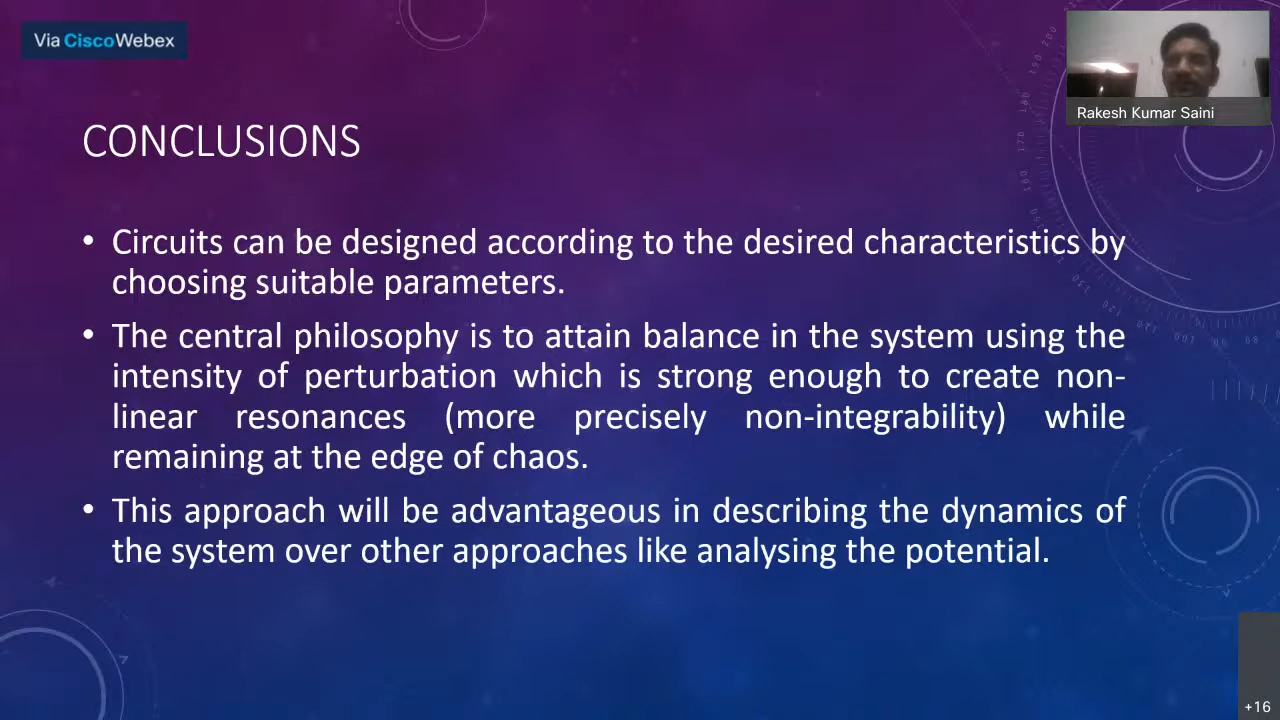 Via CiscoWebex
Rakesh Kumar Saini
CONCLUSIONS
• Circuits can be designed according to the desired characteristics by
choosing suitable parameters.
• The central philosophy is to attain balance in the system using the
intensity of perturbation which is strong enough to create non-
linear resonances (more precisely non-integrability) while
remaining at the edge of chaos.
• This approach will be advantageous in describing the dynamics of
the system over other approaches like analysing the potential.
+16